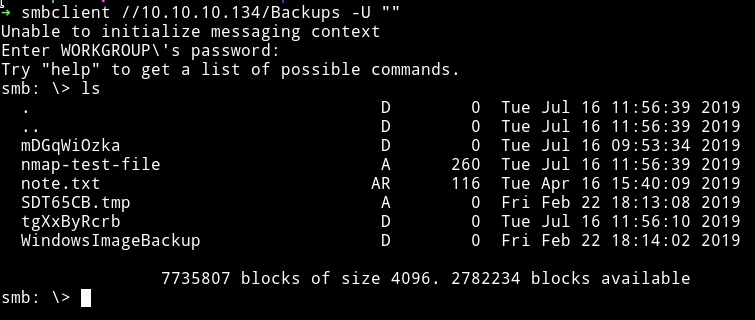 ➜ smbclient //10.10.10.134/Backups -U ""
Unable to initialize messaging context
Enter WORKGROUP\'s password:
Try "help" to get a list of possible commands.
smb: \> ls
  .                                   D        0  Tue Jul 16 11:56:39 2019
  ..                                  D        0  Tue Jul 16 11:56:39 2019
  mDGqWiOzka                          D        0  Tue Jul 16 09:53:34 2019
  nmap-test-file                      A      260  Tue Jul 16 11:56:39 2019
  note.txt                           AR      116  Tue Apr 16 15:40:09 2019
  SDT65CB.tmp                         A        0  Fri Feb 22 18:13:08 2019
  tgXxByRcrb                          D        0  Tue Jul 16 11:56:10 2019
  WindowsImageBackup                  D        0  Fri Feb 22 18:14:02 2019
                7735807 blocks of size 4096. 2782234 blocks available
smb: \>